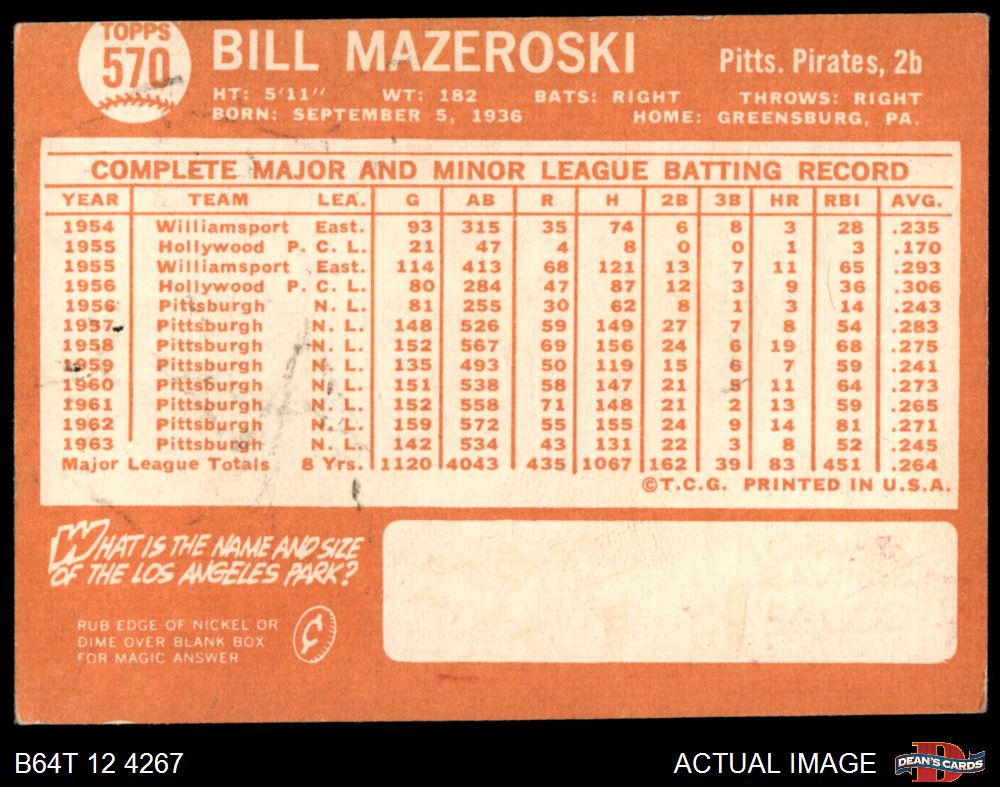 TOPPS
570
BILL MAZEROSKI
Pitts. Pirates, 2b
HT: 5'11" WT: 182 BATS: RIGHT THROWS: RIGHT
BORN: SEPTEMBER 5, 1936 HOME: GREENSBURG, PA.
COMPLETE MAJOR AND MINOR LEAGUE BATTING RECORD
YEAR TEAM LEA. G AB R H 2B 3B HR RBI AVG.
1954 Williamsport East. 93 315 35 74 6 8 3 28 .235
1955 Hollywood P. C. L. 21 47 4 8 0 0 1 3 .170
1955 Williamsport East. 114 413 68 121 13 7 11 65 .293
1956 Hollywood P. C. L. 80 284 47 87 12 3 9 36 .306
1956 Pittsburgh N. L. 81 255 30 62 8 1 3 14 .243
1957 Pittsburgh N. L. 148 526 59 149 27 7 8 54 .283
1958 Pittsburgh N. L. 152 567 69 156 24 6 19 68 .275
1959 Pittsburgh N. L. 135 493 50 119 15 6 7 59 .241
1960 Pittsburgh N. L. 151 538 58 147 21 5 11 64 .273
1961 Pittsburgh N. L. 152 558 71 148 21 2 13 59 .265
1962 Pittsburgh N. L. 159 572 55 155 24 9 14 81 .271
1963 Pittsburgh N. L. 142 534 43 131 22 3 8 52 .245
Major League Totals 8 Yrs. 1120 4043 435 1067 162 39 83 451 .264
©T.C.G. PRINTED IN U.S.A.
WHAT IS THE NAME AND SIZE
OF THE LOS ANGELES PARK?
RUB EDGE OF NICKEL OR
DIME OVER BLANK BOX
FOR MAGIC ANSWER
¢
B64T 12 4267
ACTUAL IMAGE
D
DEAN'S CARDS